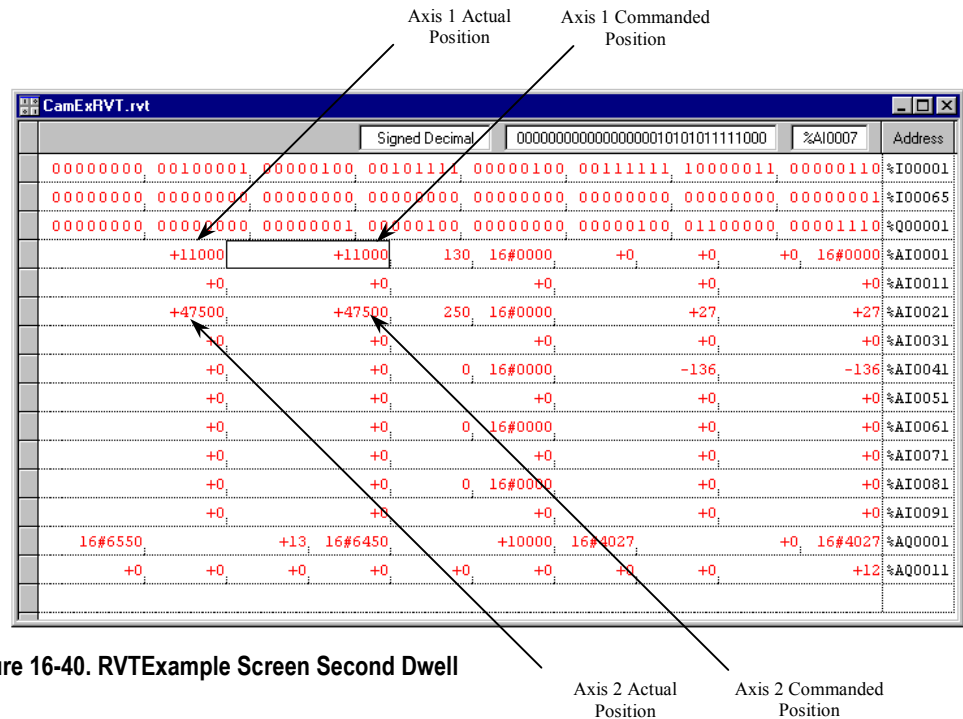 Axis 1 Actual
Position
Axis 1 Commanded
Position
CamExRVT.rvt
Signed Decimal 00000000000000000010101011111000 %AI0007 Address
00000000 00100001 00000100 00101111 00000100 00111111 10000011 00000110 %I00001
00000000 00000000 00000000 00000000 00000000 00000000 00000000 00000001 %I00065
00000000 00000000 00000001 00000100 00000000 00000100 01100000 00001110 %Q00001
+11000 +11000 130 16#0000 +0 +0 +0 16#0000 %AI0001
+0 +0 +0 +0 +0 %AI0011
+47500 +47500 250 16#0000 +27 +27 %AI0021
+0 +0 +0 +0 +0 %AI0031
+0 +0 0 16#0000 -136 -136 %AI0041
+0 +0 +0 +0 +0 %AI0051
+0 +0 0 16#0000 +0 +0 %AI0061
+0 +0 +0 +0 +0 %AI0071
+0 +0 0 16#0000 +0 +0 %AI0081
+0 +0 +0 +0 +0 %AI0091
16#6550 +13 16#6450 +10000 16#4027 +0 16#4027 %AQ0001
+0 +0 +0 +0 +0 +0 +0 +0 +12 %AQ0011
ure 16-40. RVTExample Screen Second Dwell
Axis 2 Actual
Position
Axis 2 Commanded
Position